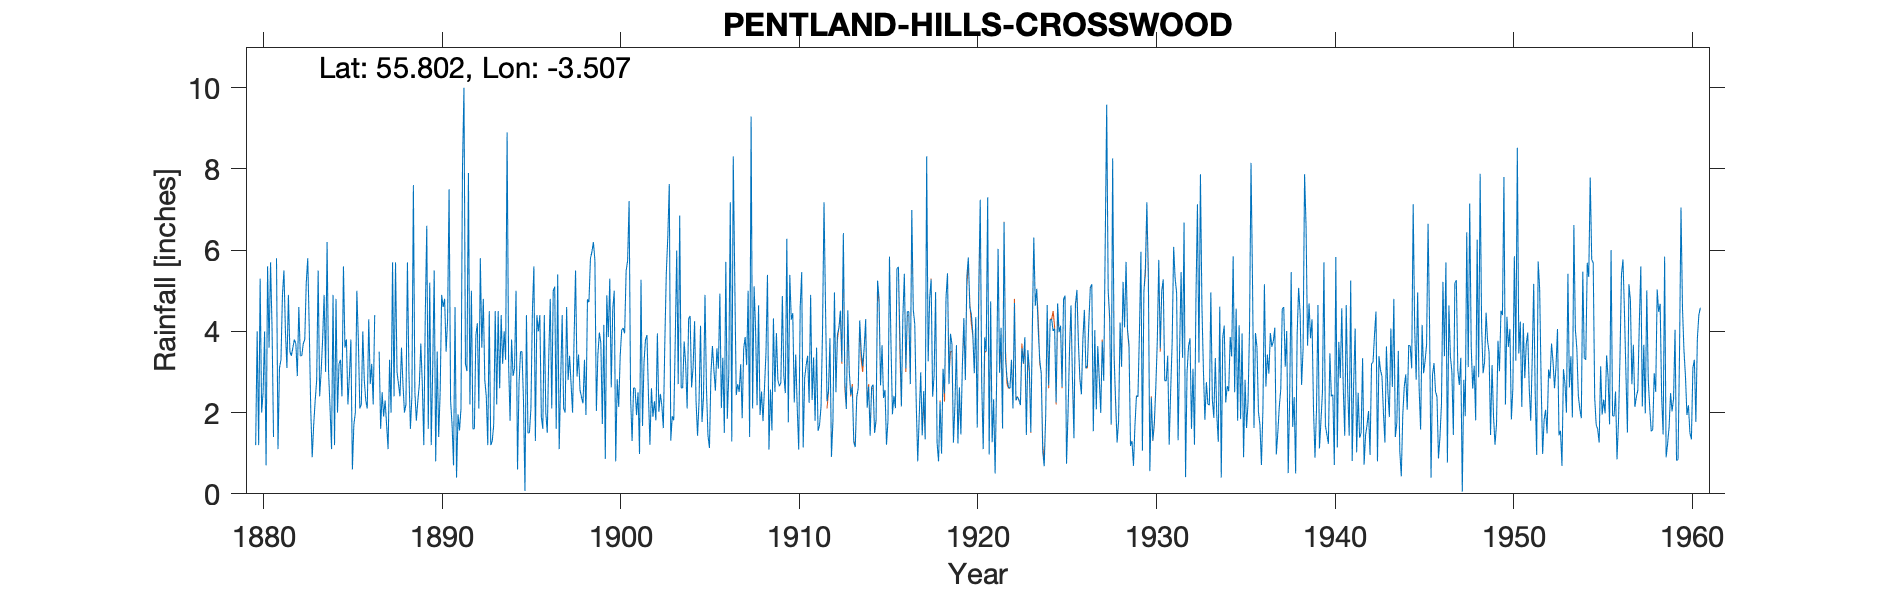 PENTLAND-HILLS-CROSSWOOD
Lat: 55.802, Lon: -3.507
Rainfall [inches]
10
8
6
4
2
0
1880 1890 1900 1910 1920 1930 1940 1950 1960
Year